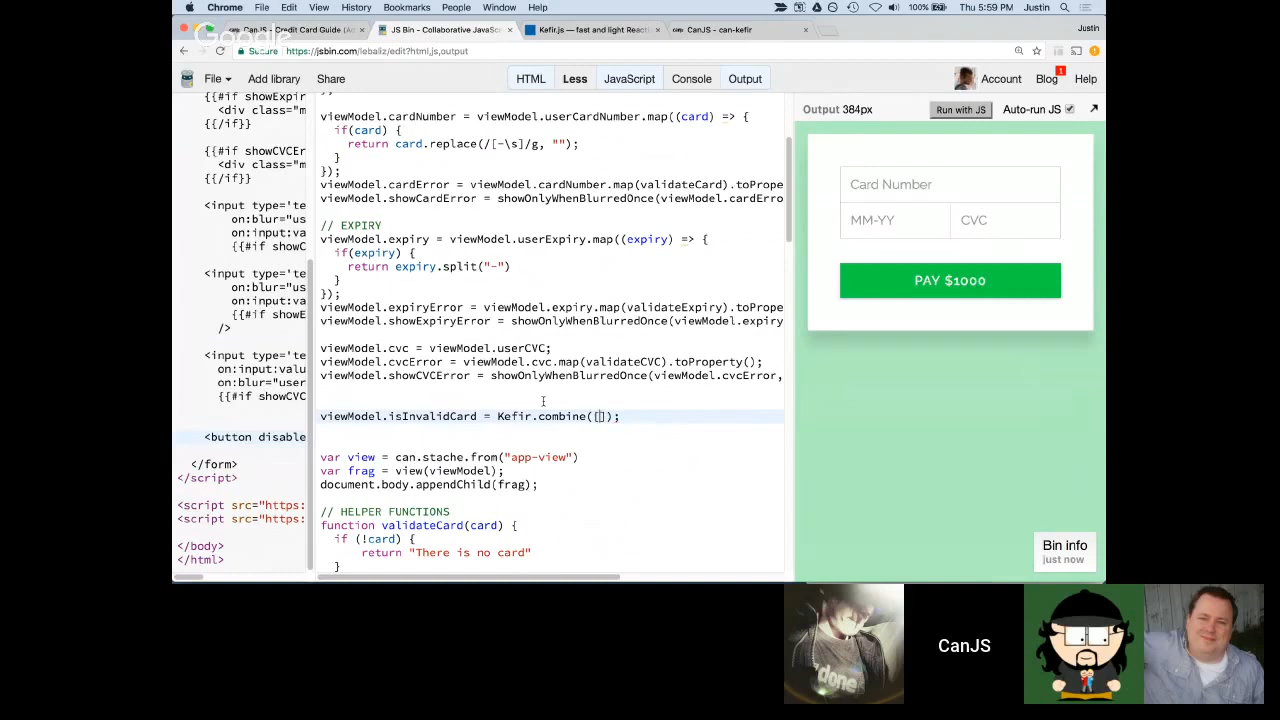 Chrome File Edit View History Bookmarks People Window Help 100% Thu 5:59 PM Justin
CanJS - Credit Card Guide (Ad JS Bin - Collaborative JavaScr Kefir.js — fast and light Reacti CanJS - can-kefir Justin
Google
Secure https://jsbin.com/lebaliz/edit?html,js,output
File Add library Share HTML Less JavaScript Console Output Account Blog 1 Help
Output 384px Run with JS Auto-run JS
{{#if showExpir
<div class="m
{{/if}}
{{#if showCVCEr
<div class="m
{{/if}}
<input type='te
on:blur="us
on:input:va
{{#if showC
<input type='te
on:blur="us
on:input:va
{{#if showE
/>
<input type='te
on:input:value
on:blur="user
{{#if showCVC
<button disable
</form>
</script>
<script src="https:
<script src="https:
</body>
</html>
viewModel.cardNumber = viewModel.userCardNumber.map((card) => {
if(card) {
return card.replace(/[-\s]/g, "");
}
});
viewModel.cardError = viewModel.cardNumber.map(validateCard).toPrope
viewModel.showCardError = showOnlyWhenBlurredOnce(viewModel.cardErro
// EXPIRY
viewModel.expiry = viewModel.userExpiry.map((expiry) => {
if(expiry) {
return expiry.split("-")
}
});
viewModel.expiryError = viewModel.expiry.map(validateExpiry).toPrope
viewModel.showExpiryError = showOnlyWhenBlurredOnce(viewModel.expiry
viewModel.cvc = viewModel.userCVC;
viewModel.cvcError = viewModel.cvc.map(validateCVC).toProperty();
viewModel.showCVCError = showOnlyWhenBlurredOnce(viewModel.cvcError,
viewModel.isInvalidCard = Kefir.combine([]);
var view = can.stache.from("app-view")
var frag = view(viewModel);
document.body.appendChild(frag);
// HELPER FUNCTIONS
function validateCard(card) {
if (!card) {
return "There is no card"
}
Card Number
MM-YY CVC
PAY $1000
Bin info
just now
done
CanJS